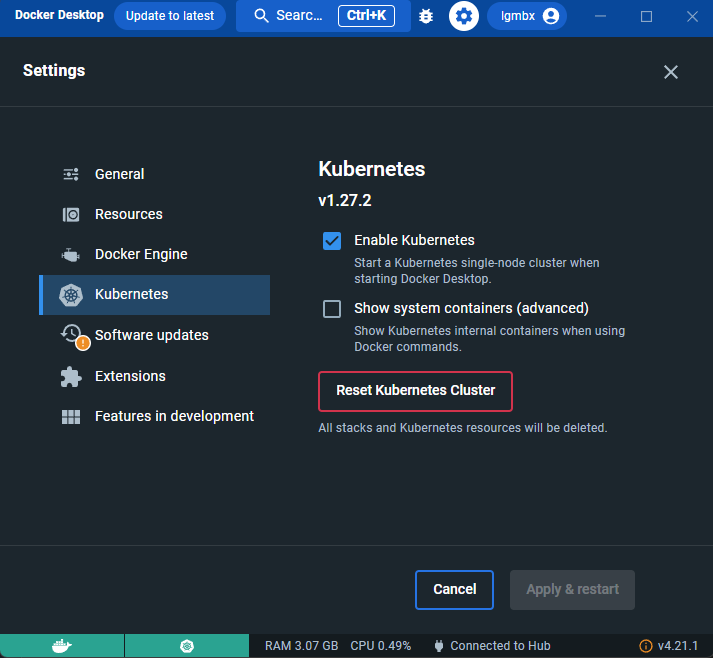 Docker Desktop
Update to latest
Searc...
Ctrl+K
lgmbx
Settings
General
Resources
Docker Engine
Kubernetes
Software updates
Extensions
Features in development
Kubernetes
v1.27.2
Enable Kubernetes
Start a Kubernetes single-node cluster when
starting Docker Desktop.
Show system containers (advanced)
Show Kubernetes internal containers when using
Docker commands.
Reset Kubernetes Cluster
All stacks and Kubernetes resources will be deleted.
Cancel
Apply & restart
RAM 3.07 GB
CPU 0.49%
Connected to Hub
v4.21.1